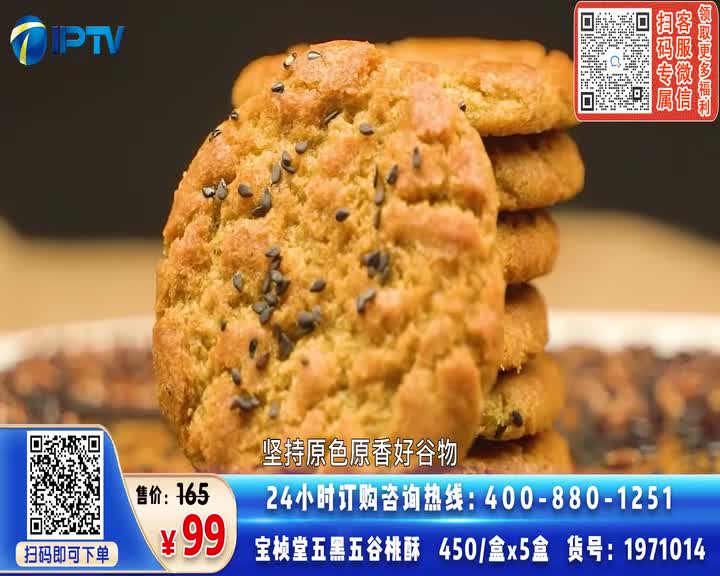 IPTV
扫码专属
客服微信
领取更多福利
坚持原色原香好谷物
扫码即可下单
售价: 165
¥99
24小时订购咨询热线:400-880-1251
宝桢堂五黑五谷桃酥 450/盒x5盒 货号:1971014